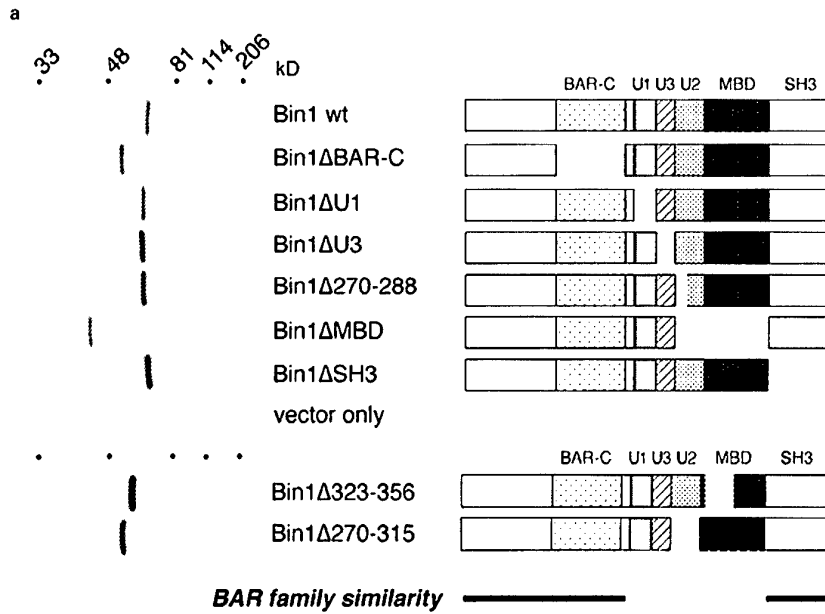 a
33 48 81 114 206 kD
BAR-C U1 U3 U2 MBD SH3
Bin1 wt
Bin1ΔBAR-C
Bin1ΔU1
Bin1ΔU3
Bin1Δ270-288
Bin1ΔMBD
Bin1ΔSH3
vector only
BAR-C U1 U3 U2 MBD SH3
Bin1Δ323-356
Bin1Δ270-315
BAR family similarity